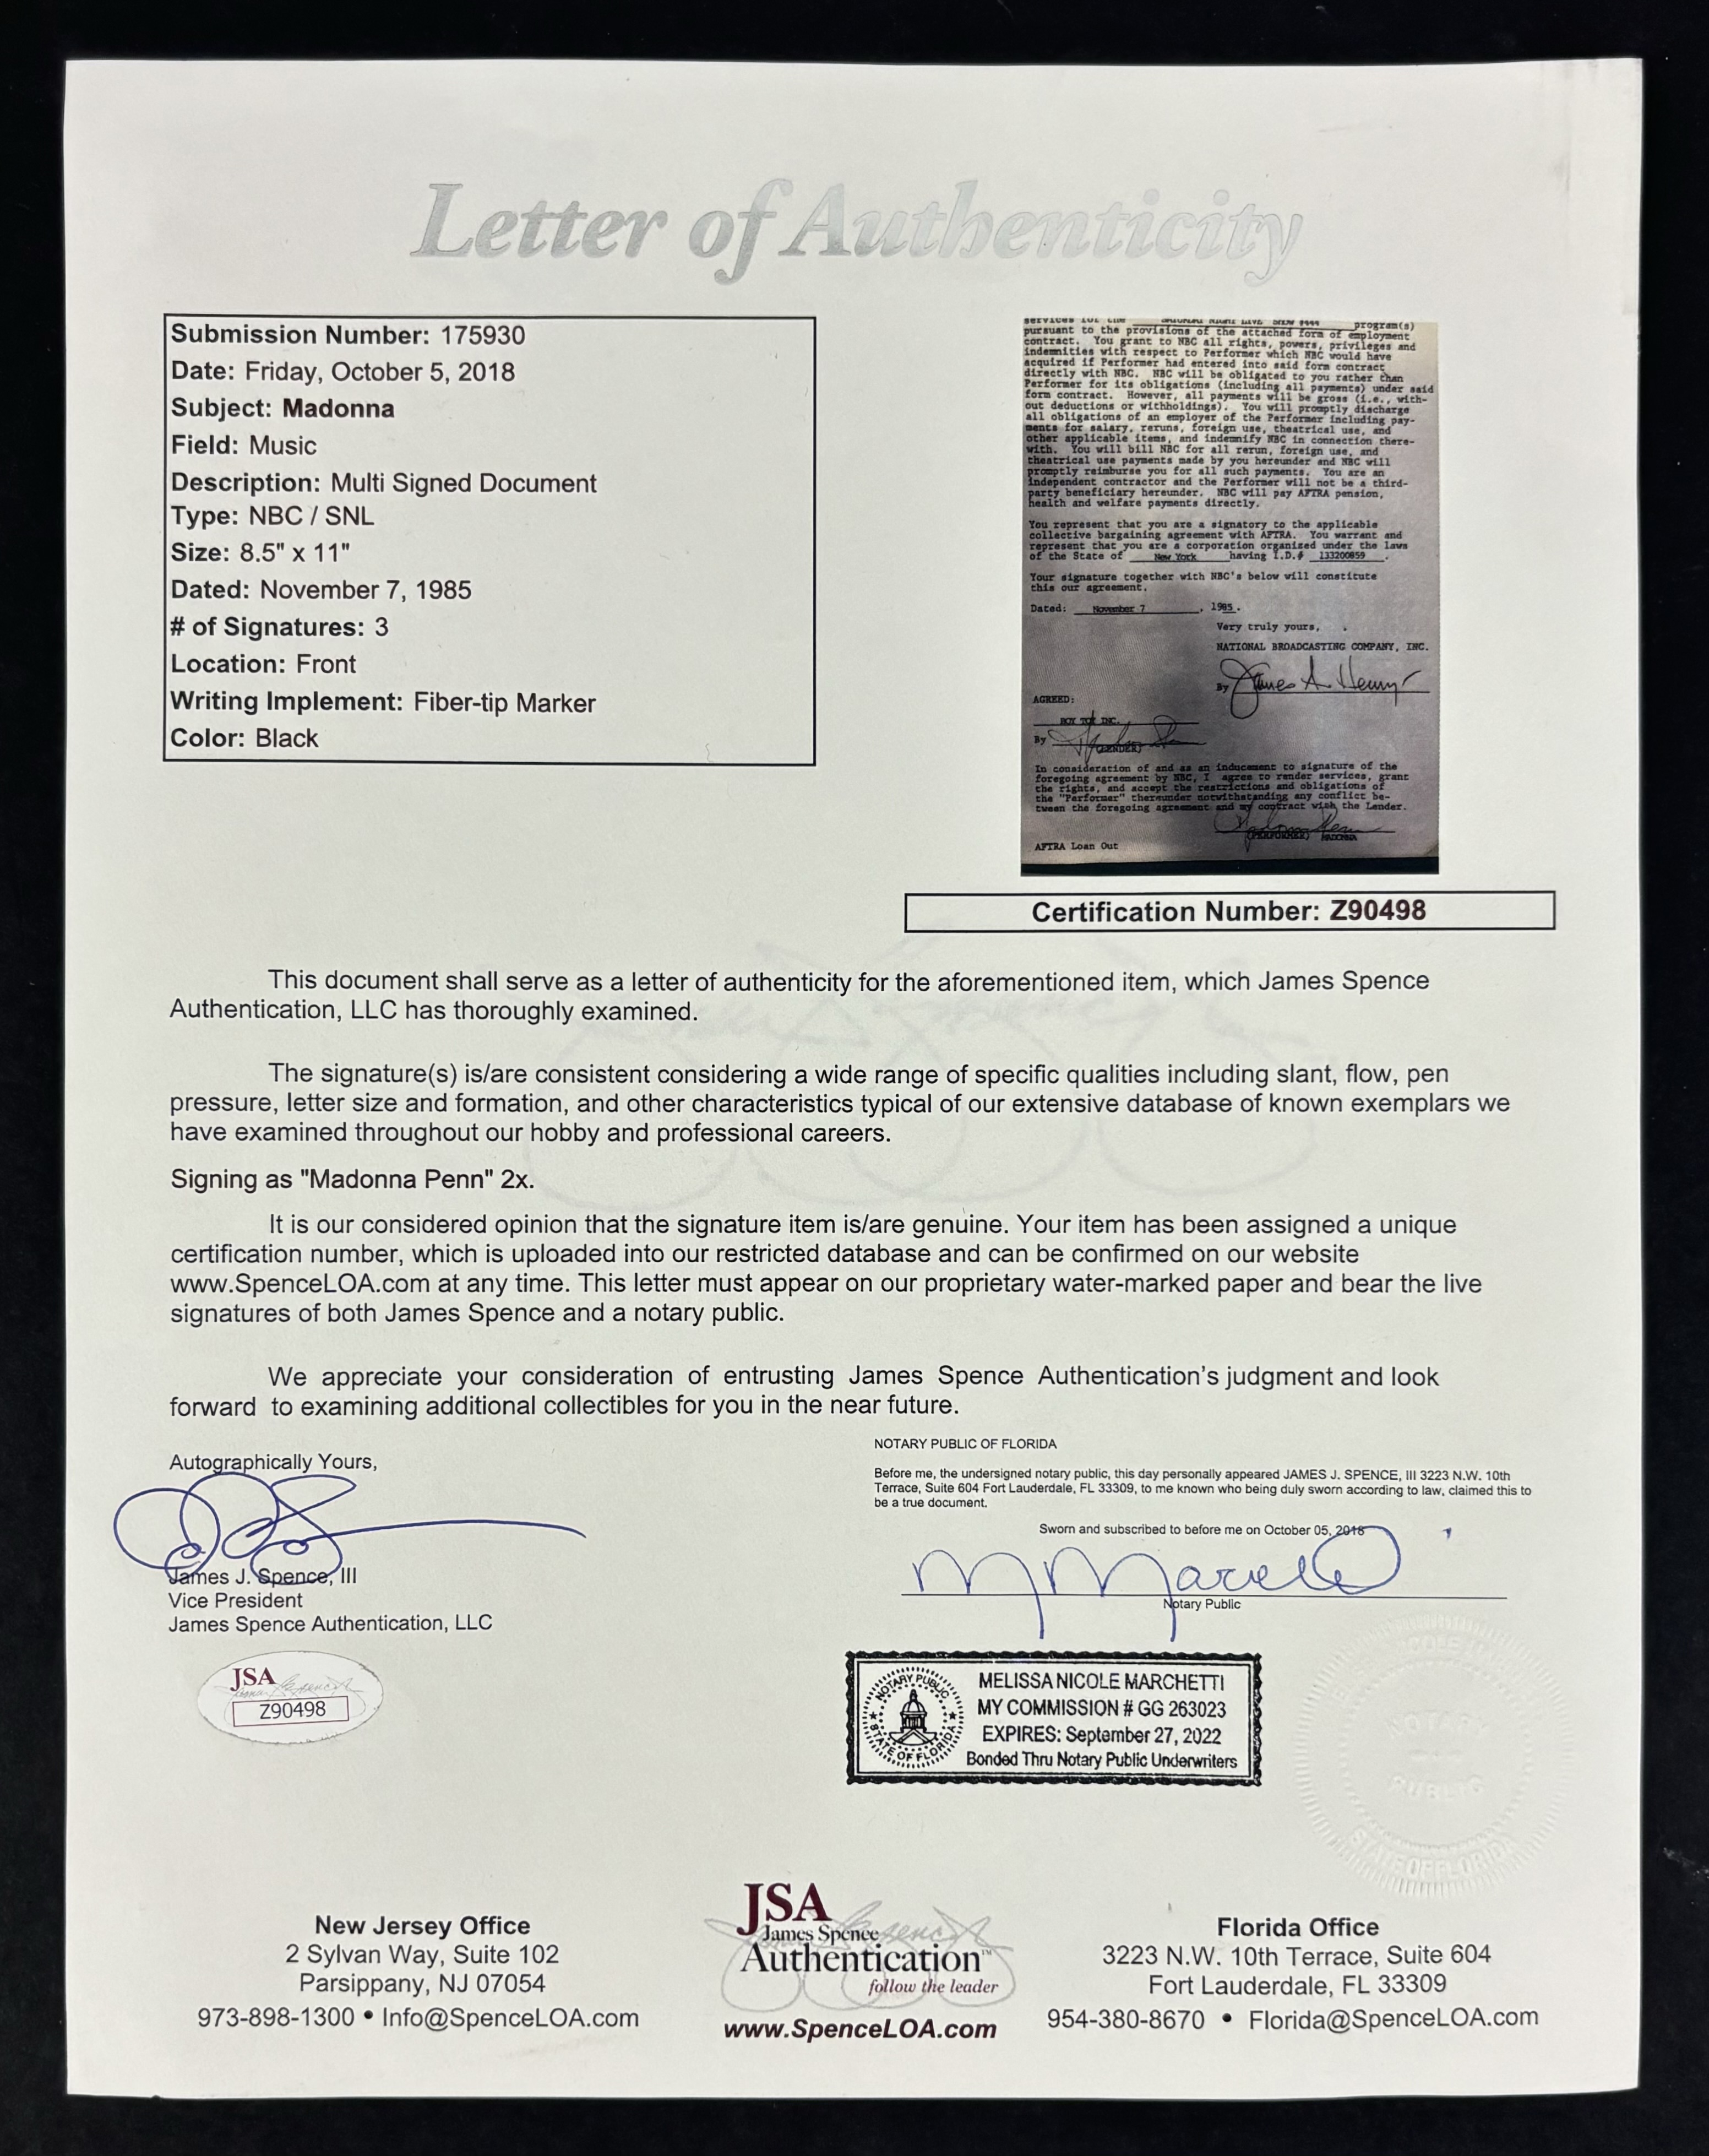 Letter of Authenticity
Submission Number: 175930
Date: Friday, October 5, 2018
Subject: Madonna
Field: Music
Description: Multi Signed Document
Type: NBC / SNL
Size: 8.5" x 11"
Dated: November 7, 1985
# of Signatures: 3
Location: Front
Writing Implement: Fiber-tip Marker
Color: Black
services for the SATURDAY NIGHT LIVE SHOW program(s)
pursuant to the provisions of the attached form of employment
contract. You grant to NBC all rights, powers, privileges and
indemnities with respect to Performer which NBC would have
acquired if Performer had entered into said form contract
directly with NBC. NBC will be obligated to you rather than
Performer for its obligations (including all payments) under said
form contract. However, all payments will be gross (i.e., with-
out deductions or withholdings). You will promptly discharge
all obligations of an employer of the Performer including pay-
ments for salary, reruns, foreign use, theatrical use, and
other applicable items, and indemnify NBC in connection there-
with. You will bill NBC for all rerun, foreign use, and
theatrical use payments made by you hereunder and NBC will
promptly reimburse you for all such payments. You are an
independent contractor and the Performer will not be a third-
party beneficiary hereunder. NBC will pay AFTRA pension,
health and welfare payments directly.
You represent that you are a signatory to the applicable
collective bargaining agreement with AFTRA. You warrant and
represent that you are a corporation organized under the laws
of the State of New York having I.D.# 133200859.
Your signature together with NBC's below will constitute
this our agreement.
Dated: November 7, 1985.
Very truly yours,
NATIONAL BROADCASTING COMPANY, INC.
By James A. Henry
AGREED:
BOY TOY INC.
By
(LENDER)
In consideration of and as an inducement to signature of the
foregoing agreement by NBC, I agree to render services, grant
the rights, and accept the restrictions and obligations of
the "Performer" thereunder notwithstanding any conflict be-
tween the foregoing agreement and my contract with the Lender.
(PERFORMER) MADONNA
AFTRA Loan Out
Certification Number: Z90498
This document shall serve as a letter of authenticity for the aforementioned item, which James Spence
Authentication, LLC has thoroughly examined.
The signature(s) is/are consistent considering a wide range of specific qualities including slant, flow, pen
pressure, letter size and formation, and other characteristics typical of our extensive database of known exemplars we
have examined throughout our hobby and professional careers.
Signing as "Madonna Penn" 2x.
It is our considered opinion that the signature item is/are genuine. Your item has been assigned a unique
certification number, which is uploaded into our restricted database and can be confirmed on our website
www.SpenceLOA.com at any time. This letter must appear on our proprietary water-marked paper and bear the live
signatures of both James Spence and a notary public.
We appreciate your consideration of entrusting James Spence Authentication's judgment and look
forward to examining additional collectibles for you in the near future.
Autographically Yours,
James J. Spence, III
Vice President
James Spence Authentication, LLC
JSA
Z90498
NOTARY PUBLIC OF FLORIDA
Before me, the undersigned notary public, this day personally appeared JAMES J. SPENCE, III 3223 N.W. 10th
Terrace, Suite 604 Fort Lauderdale, FL 33309, to me known who being duly sworn according to law, claimed this to
be a true document.
Sworn and subscribed to before me on October 05, 2018
Notary Public
NOTARY PUBLIC
STATE OF FLORIDA
MELISSA NICOLE MARCHETTI
MY COMMISSION # GG 263023
EXPIRES: September 27, 2022
Bonded Thru Notary Public Underwriters
NOTARY
PUBLIC
STATE OF FLORIDA
New Jersey Office
2 Sylvan Way, Suite 102
Parsippany, NJ 07054
973-898-1300 • Info@SpenceLOA.com
JSA
James Spence
Authentication™
follow the leader
www.SpenceLOA.com
Florida Office
3223 N.W. 10th Terrace, Suite 604
Fort Lauderdale, FL 33309
954-380-8670 • Florida@SpenceLOA.com